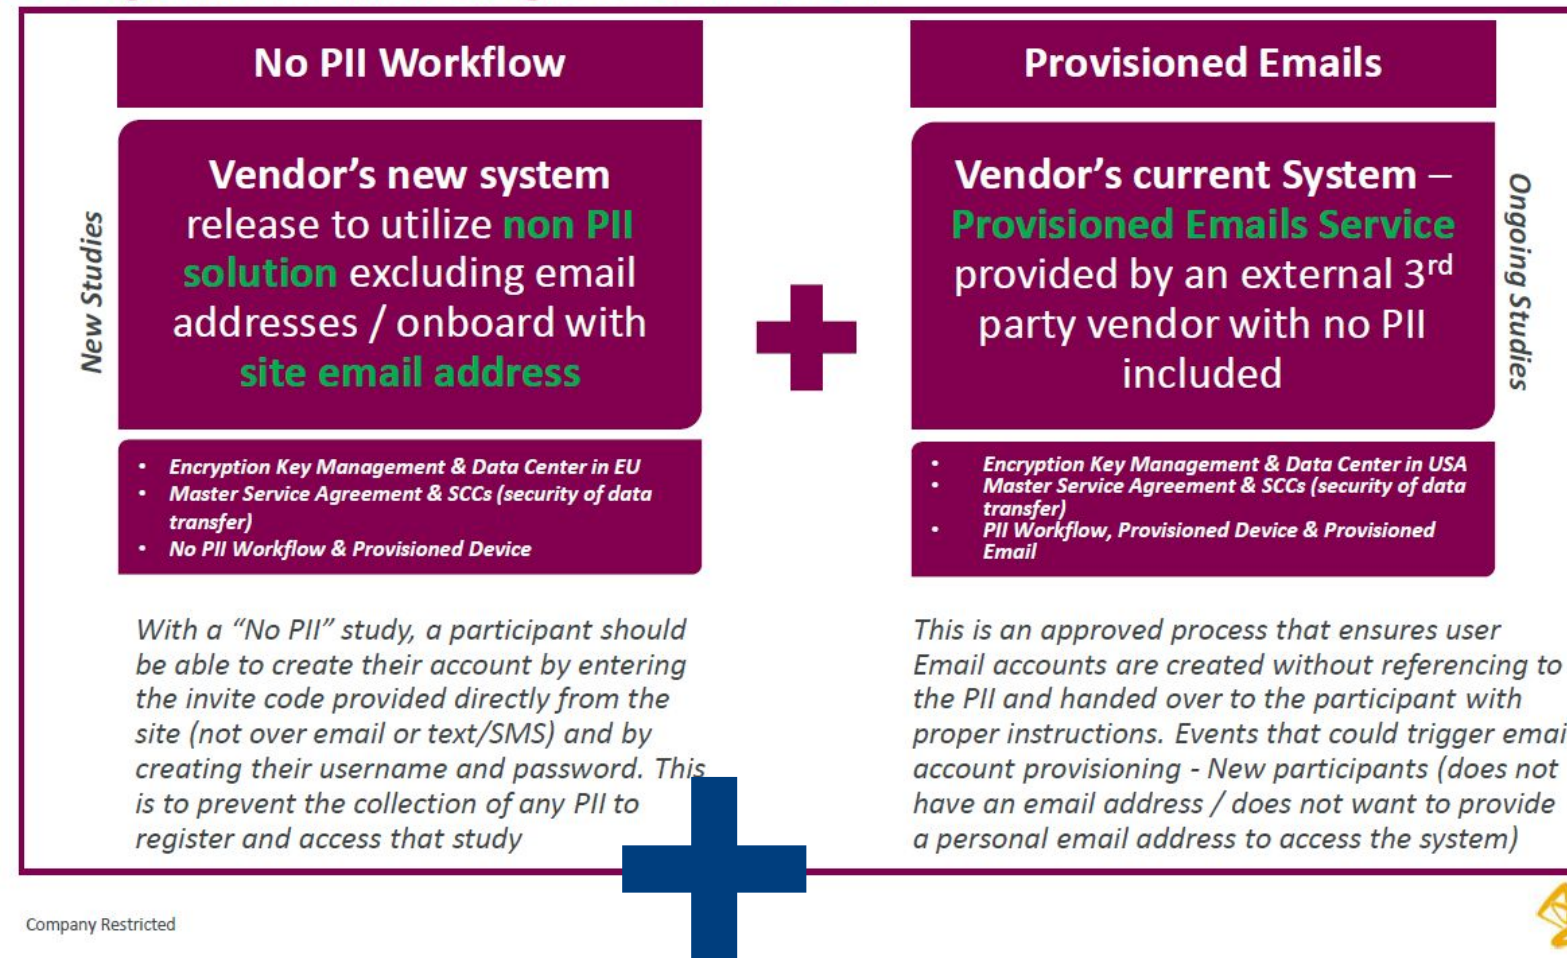 No PII Workflow
New Studies
Vendor's new system
release to utilize non PII
solution excluding email
addresses / onboard with
site email address
• Encryption Key Management & Data Center in EU
• Master Service Agreement & SCCs (security of data
transfer)
• No PII Workflow & Provisioned Device
With a “No PII” study, a participant should
be able to create their account by entering
the invite code provided directly from the
site (not over email or text/SMS) and by
creating their username and password. This
is to prevent the collection of any PII to
register and access that study
Provisioned Emails
Vendor's current System –
Provisioned Emails Service
provided by an external 3rd
party vendor with no PII
included
Ongoing Studies
• Encryption Key Management & Data Center in USA
• Master Service Agreement & SCCs (security of data
transfer)
• PII Workflow, Provisioned Device & Provisioned
Email
This is an approved process that ensures user
Email accounts are created without referencing to
the PII and handed over to the participant with
proper instructions. Events that could trigger emai
account provisioning - New participants (does not
have an email address / does not want to provide
a personal email address to access the system)
Company Restricted